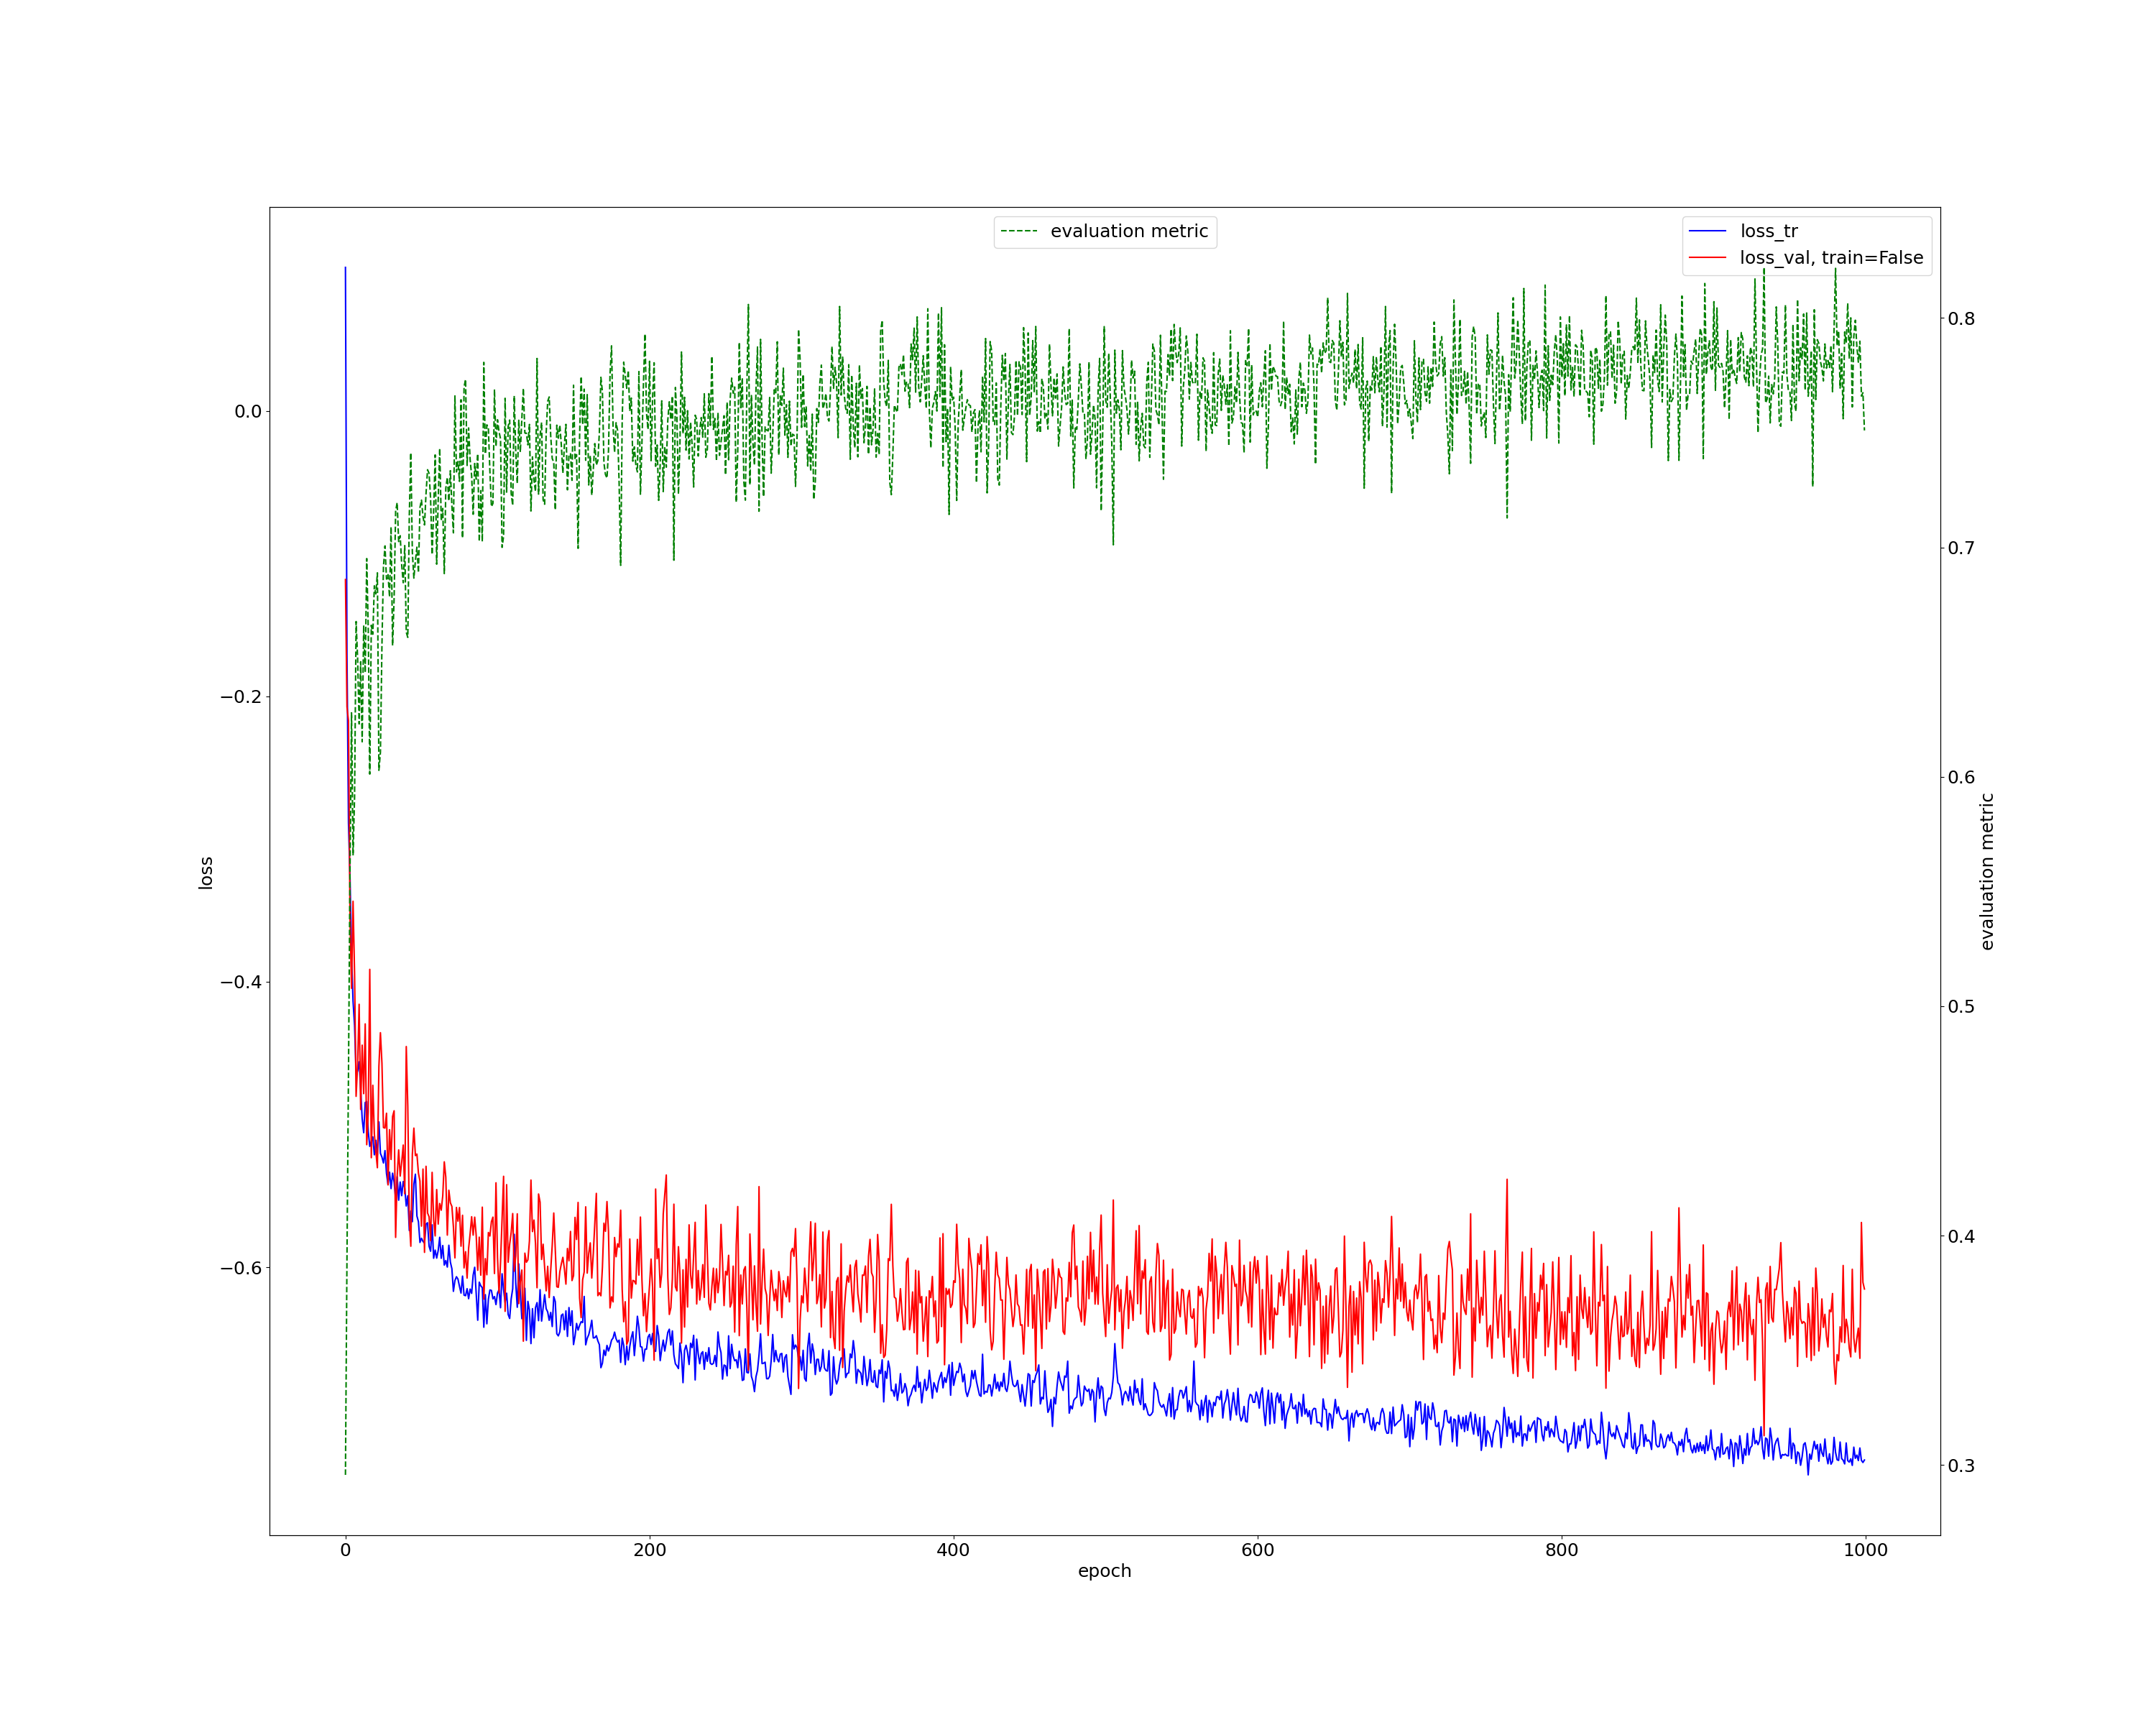 evaluation metric
loss_tr
loss_val, train=False
0.0
−0.2
−0.4
−0.6
loss
0.8
0.7
0.6
0.5
0.4
0.3
evaluation metric
0 200 400 600 800 1000
epoch